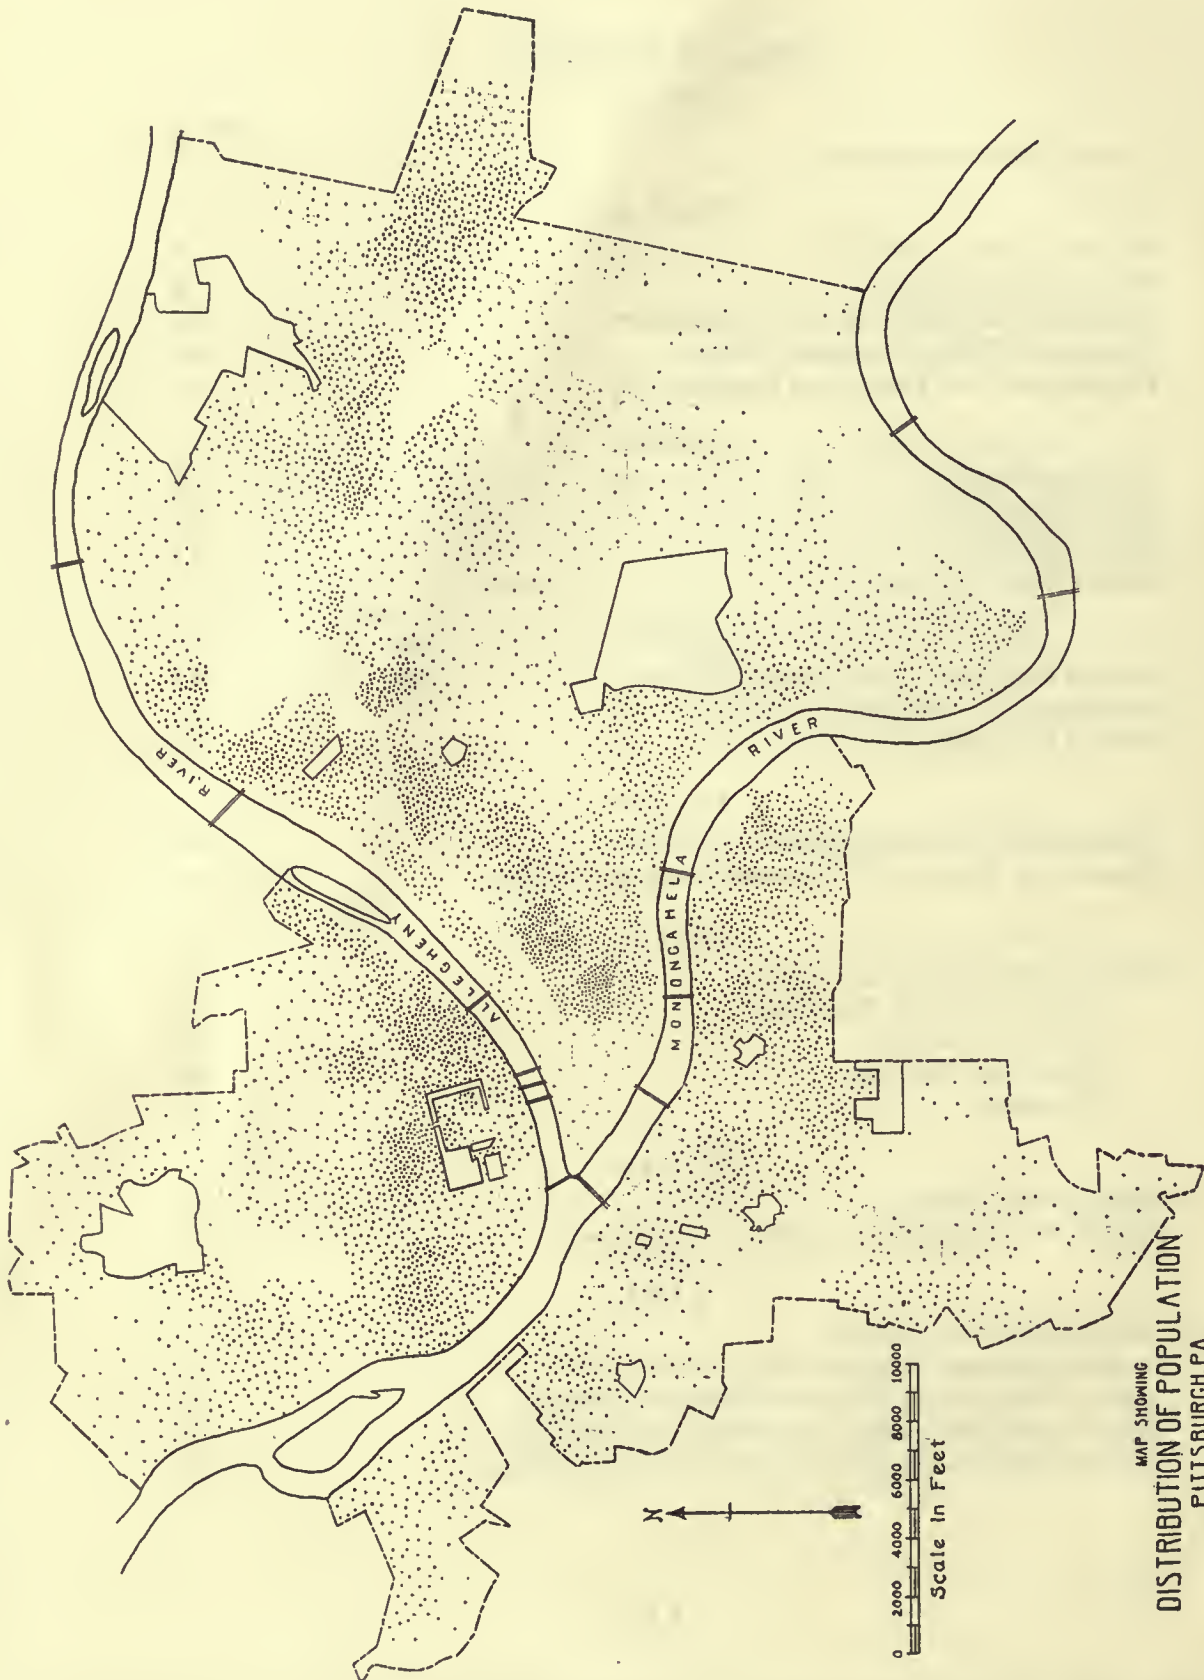 RIVER
ALLEGHENY
MONONGAHELA
RIVER
N
0 2000 4000 6000 8000 10000
Scale In Feet
MAP SHOWING
DISTRIBUTION OF POPULATION
PITTSBURGH PA